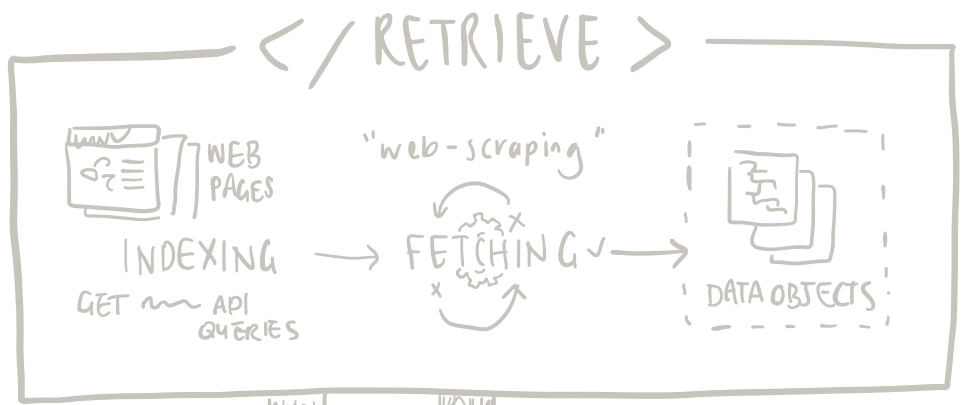 </RETRIEVE>
WEB
PAGES
"web-scraping"
INDEXING
FETCHING
GET
API
QUERIES
DATA OBJECTS